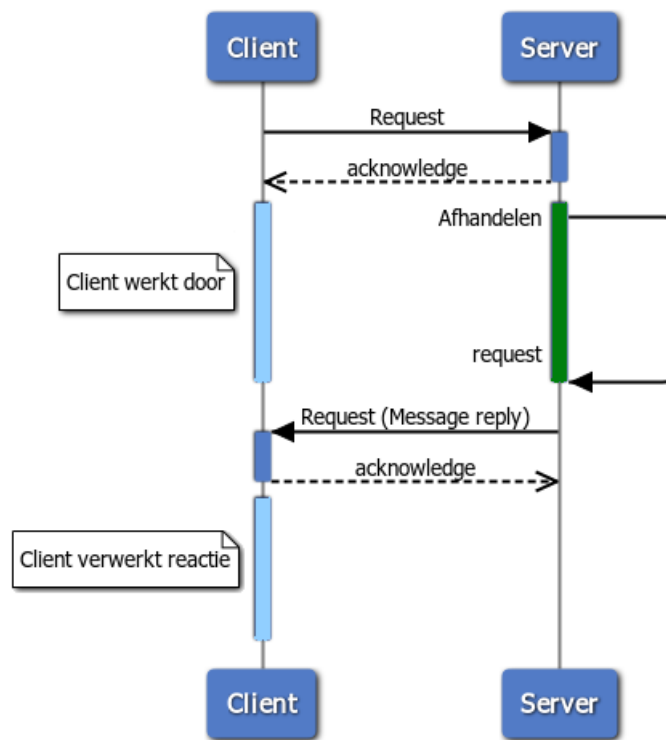 Client
Server
Request
acknowledge
Afhandelen
Client werkt door
request
Request (Message reply)
acknowledge
Client verwerkt reactie
Client
Server